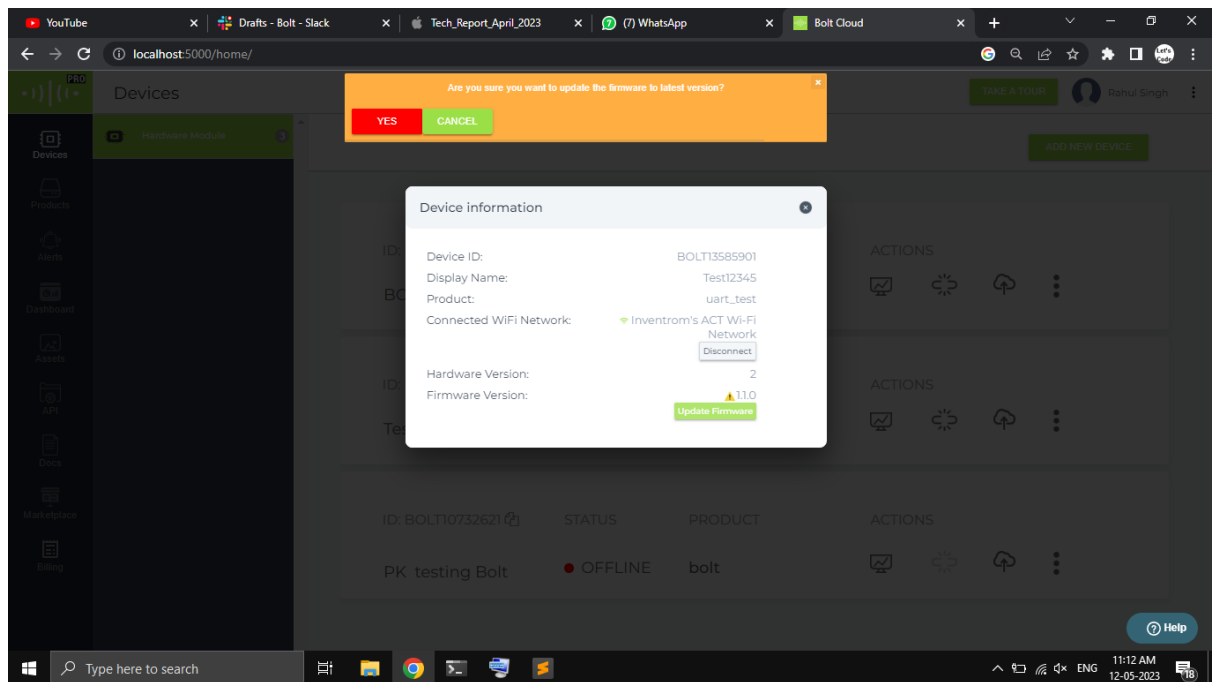 YouTube
Drafts - Bolt - Slack
Tech_Report_April_2023
(7) WhatsApp
Bolt Cloud
localhost:5000/home/
PRO
Devices
Are you sure you want to update the firmware to latest version?
YES
CANCEL
TAKE A TOUR
Rahul Singh
Devices
Hardware Module
3
ADD NEW DEVICE
Products
Alerts
Dashboard
Assets
API
Docs
Marketplace
Billing
Device information
Device ID: BOLT13585901
Display Name: Test12345
Product: uart_test
Connected WiFi Network: Inventrom's ACT Wi-Fi
Network
Disconnect
Hardware Version: 2
Firmware Version: 1.1.0
Update Firmware
ID:
ACTIONS
BO
ID:
ACTIONS
Tes
ID: BOLT10732621 STATUS PRODUCT ACTIONS
PK testing Bolt OFFLINE bolt
Help
Type here to search
ENG
11:12 AM
12-05-2023
18